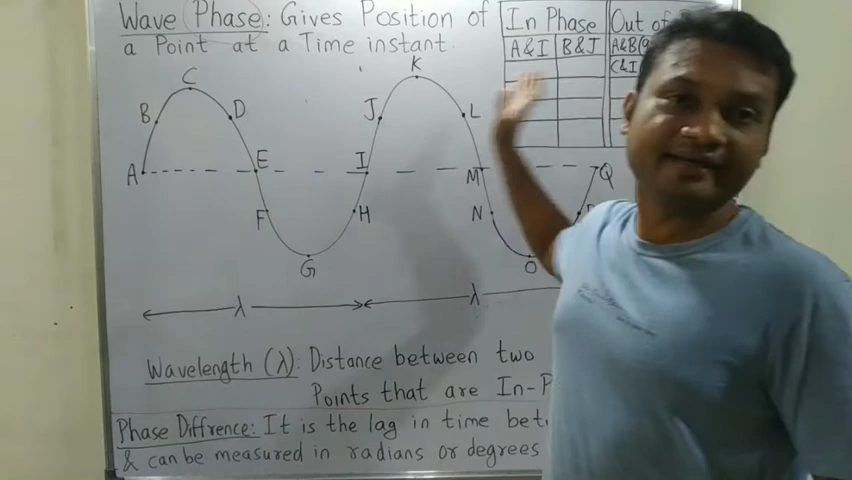 Wave Phase: Gives Position of
a Point at a Time instant.
In Phase
Out of
A&I B&J A&B
C&I
K
C
B D J L
A E I M Q
F H N
G O
λ λ
Wavelength (λ): Distance between two
Points that are In-P
Phase Diffrence: It is the lag in time bet
& can be measured in radians or degrees